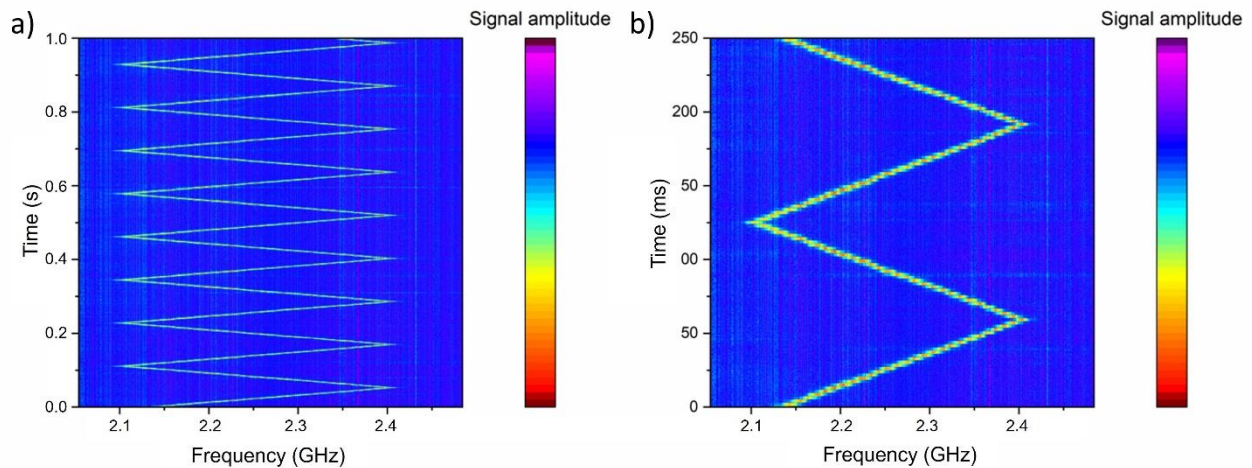 a)
Signal amplitude
1.0
0.8
0.6
0.4
0.2
0.0
Time (s)
2.1 2.2 2.3 2.4
Frequency (GHz)
b)
Signal amplitude
250
200
50
00
50
0
Time (ms)
2.1 2.2 2.3 2.4
Frequency (GHz)